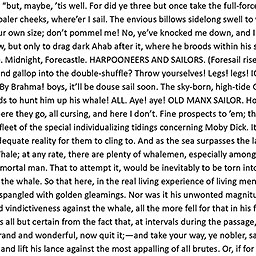 "but, maybe, 'tis well. For did ye three but once take the full-force
paler cheeks, where'er I sail. The envious billows sidelong swell to w
ur own size; don't pommel me! No, ye've knocked me down, and I
w, but only to drag dark Ahab after it, where he broods within his s
. Midnight, Forecastle. HARPOONEERS AND SAILORS. (Foresail rise
nd gallop into the double-shuffle? Throw yourselves! Legs! legs! IC
By Brahma! boys, it'll be douse sail soon. The sky-born, high-tide G
ds to hunt him up his whale! ALL. Aye! aye! OLD MANX SAILOR. Ho
ere they go, all cursing, and here I don't. Fine prospects to 'em; th
fleet of the special individualizing tidings concerning Moby Dick. It
dequate reality for them to cling to. And as the sea surpasses the la
hale; at any rate, there are plenty of whalemen, especially among
mortal man. That to attempt it, would be inevitably to be torn into
the whale. So that here, in the real living experience of living men
spangled with golden gleamings. Nor was it his unwonted magnitu
d vindictiveness against the whale, all the more fell for that in his f
s all but certain from the fact that, at intervals during the passage,
rand and wonderful, now quit it;—and take your way, ye nobler, sa
and lift his lance against the most appalling of all brutes. Or, if for